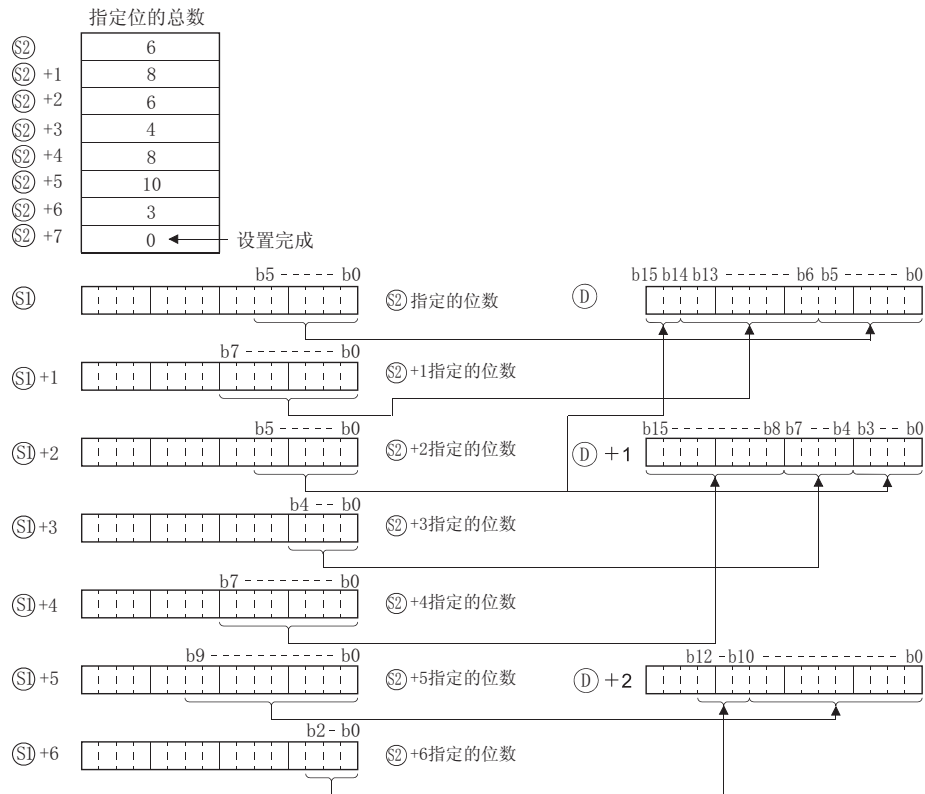 指定位的总数
S2 6
S2 +1 8
S2 +2 6
S2 +3 4
S2 +4 8
S2 +5 10
S2 +6 3
S2 +7 0 设置完成
b5 ----- b0 b15 b14 b13 ------ b6 b5 ----- b0
S1 S2 指定的位数 D
b7 -------- b0
S1 +1 S2 +1指定的位数
b5 ----- b0 b15--------b8 b7 --b4 b3 -- b0
S1 +2 S2 +2指定的位数 D +1
b4 -- b0
S1 +3 S2 +3指定的位数
b7 -------- b0
S1 +4 S2 +4指定的位数
b9 ----------- b0 b12-b10 ----------- b0
S1 +5 S2 +5指定的位数 D +2
b2- b0
S1 +6 S2 +6指定的位数